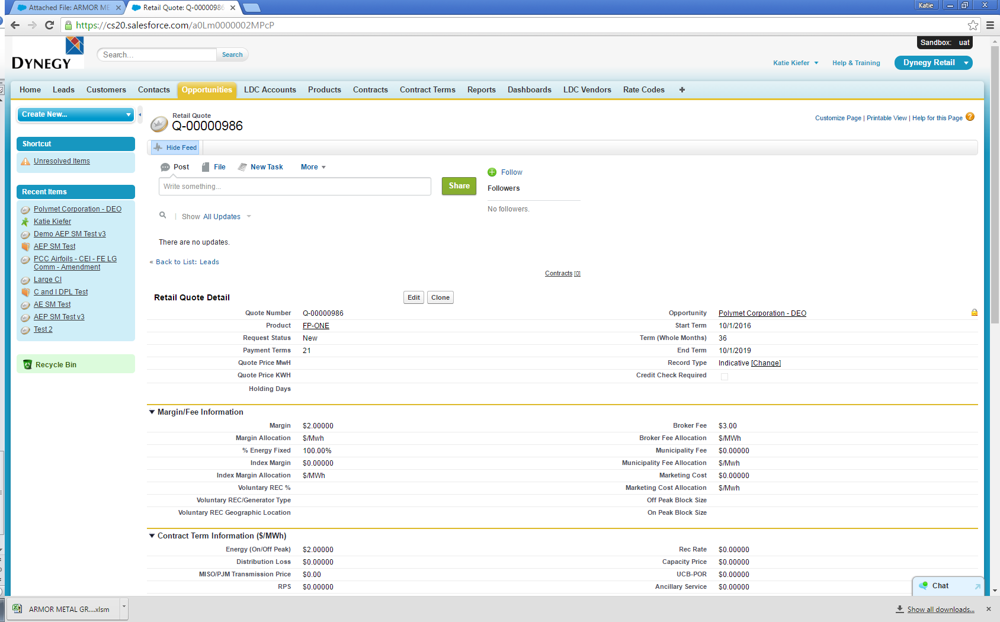 Attached File: ARMOR ME
Retail Quote: Q-00000986
Katie
https://cs20.salesforce.com/a0Lm0000002MPcP
Sandbox: uat
DYNEGY
Search...
Search
Katie Kiefer
Help & Training
Dynegy Retail
Home Leads Customers Contacts Opportunities LDC Accounts Products Contracts Contract Terms Reports Dashboards LDC Vendors Rate Codes +
Create New...
Shortcut
Unresolved Items
Recent Items
Polymet Corporation - DEO
Katie Kiefer
Demo AEP SM Test v3
AEP SM Test
PCC Airfoils - CEI - FE LG
Comm - Amendment
Large CI
C and I DPL Test
AE SM Test
AEP SM Test v3
Test 2
Recycle Bin
Retail Quote
Q-00000986
Customize Page | Printable View | Help for this Page ?
Hide Feed
Post File New Task More
Write something...
Share
Follow
Followers
No followers.
Show All Updates
There are no updates.
« Back to List: Leads
Contracts [0]
Retail Quote Detail
Edit
Clone
Quote Number Q-00000986 Opportunity Polymet Corporation - DEO
Product FP-ONE Start Term 10/1/2016
Request Status New Term (Whole Months) 36
Payment Terms 21 End Term 10/1/2019
Quote Price MwH Record Type Indicative [Change]
Quote Price KWH Credit Check Required
Holding Days
Margin/Fee Information
Margin $2.00000 Broker Fee $3.00
Margin Allocation $/Mwh Broker Fee Allocation $/MWh
% Energy Fixed 100.00% Municipality Fee $0.00000
Index Margin $0.00000 Municipality Fee Allocation $/Mwh
Index Margin Allocation $/MWh Marketing Cost $0.00000
Voluntary REC % Marketing Cost Allocation $/Mwh
Voluntary REC/Generator Type Off Peak Block Size
Voluntary REC Geographic Location On Peak Block Size
Contract Term Information ($/MWh)
Energy (On/Off Peak) $2.00000 Rec Rate $0.00000
Distribution Loss $0.00000 Capacity Price $0.00000
MISO/PJM Transmission Price $0.00 UCB-POR $0.00000
RPS $0.00000 Ancillary Service $0.00000
Chat
ARMOR METAL GR....xlsm
Show all downloads...